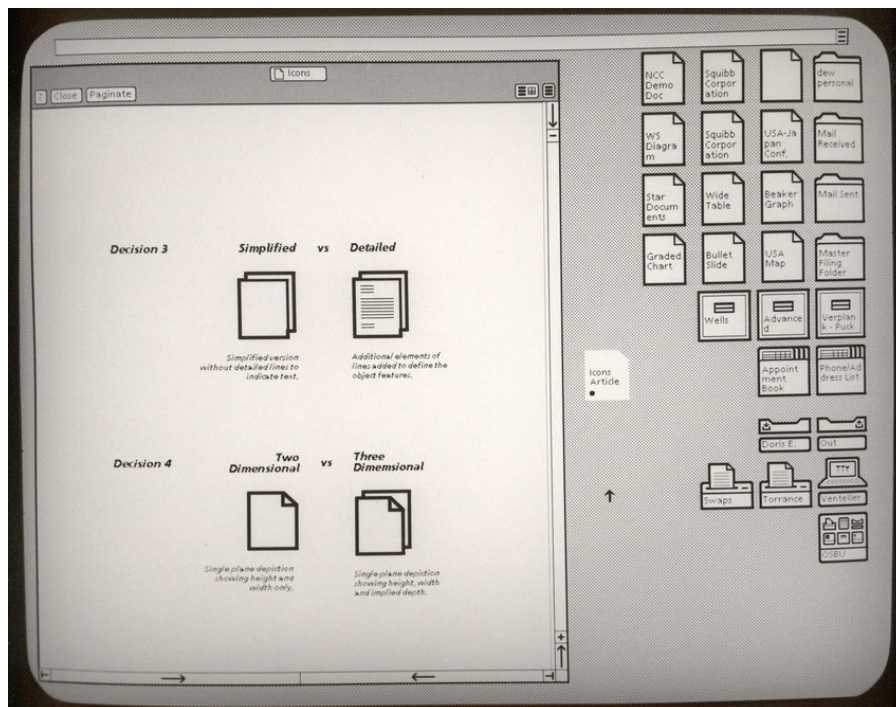 Icons
? Close Paginate
Decision 3 Simplified vs Detailed
Simplified version
without detailed lines to
indicate text.
Additional elements of
lines added to define the
object features.
Decision 4 Two
Dimensional vs Three
Dimemsional
Single plane depiction
showing height and
width only.
Single plane depiction
showing height, width
and implied depth.
NCC
Demo
Doc
Squibb
Corpor
ation
dew
personal
WS
Diagra
m
Squibb
Corpor
ation
USA-Ja
pan
Conf.
Mail
Received
Star
Docum
ents
Wide
Table
Beaker
Graph
Mail Sent
Graded
Chart
Bullet
Slide
USA
Map
Master
Filing
Folder
Wells
Advance
d
Verplan
k - Puck
Icons
Article
Appoint
ment
Book
Phone/Ad
dress List
Doris E.
Out
Swaps
Torrance
TTY
Venteller
OSBU